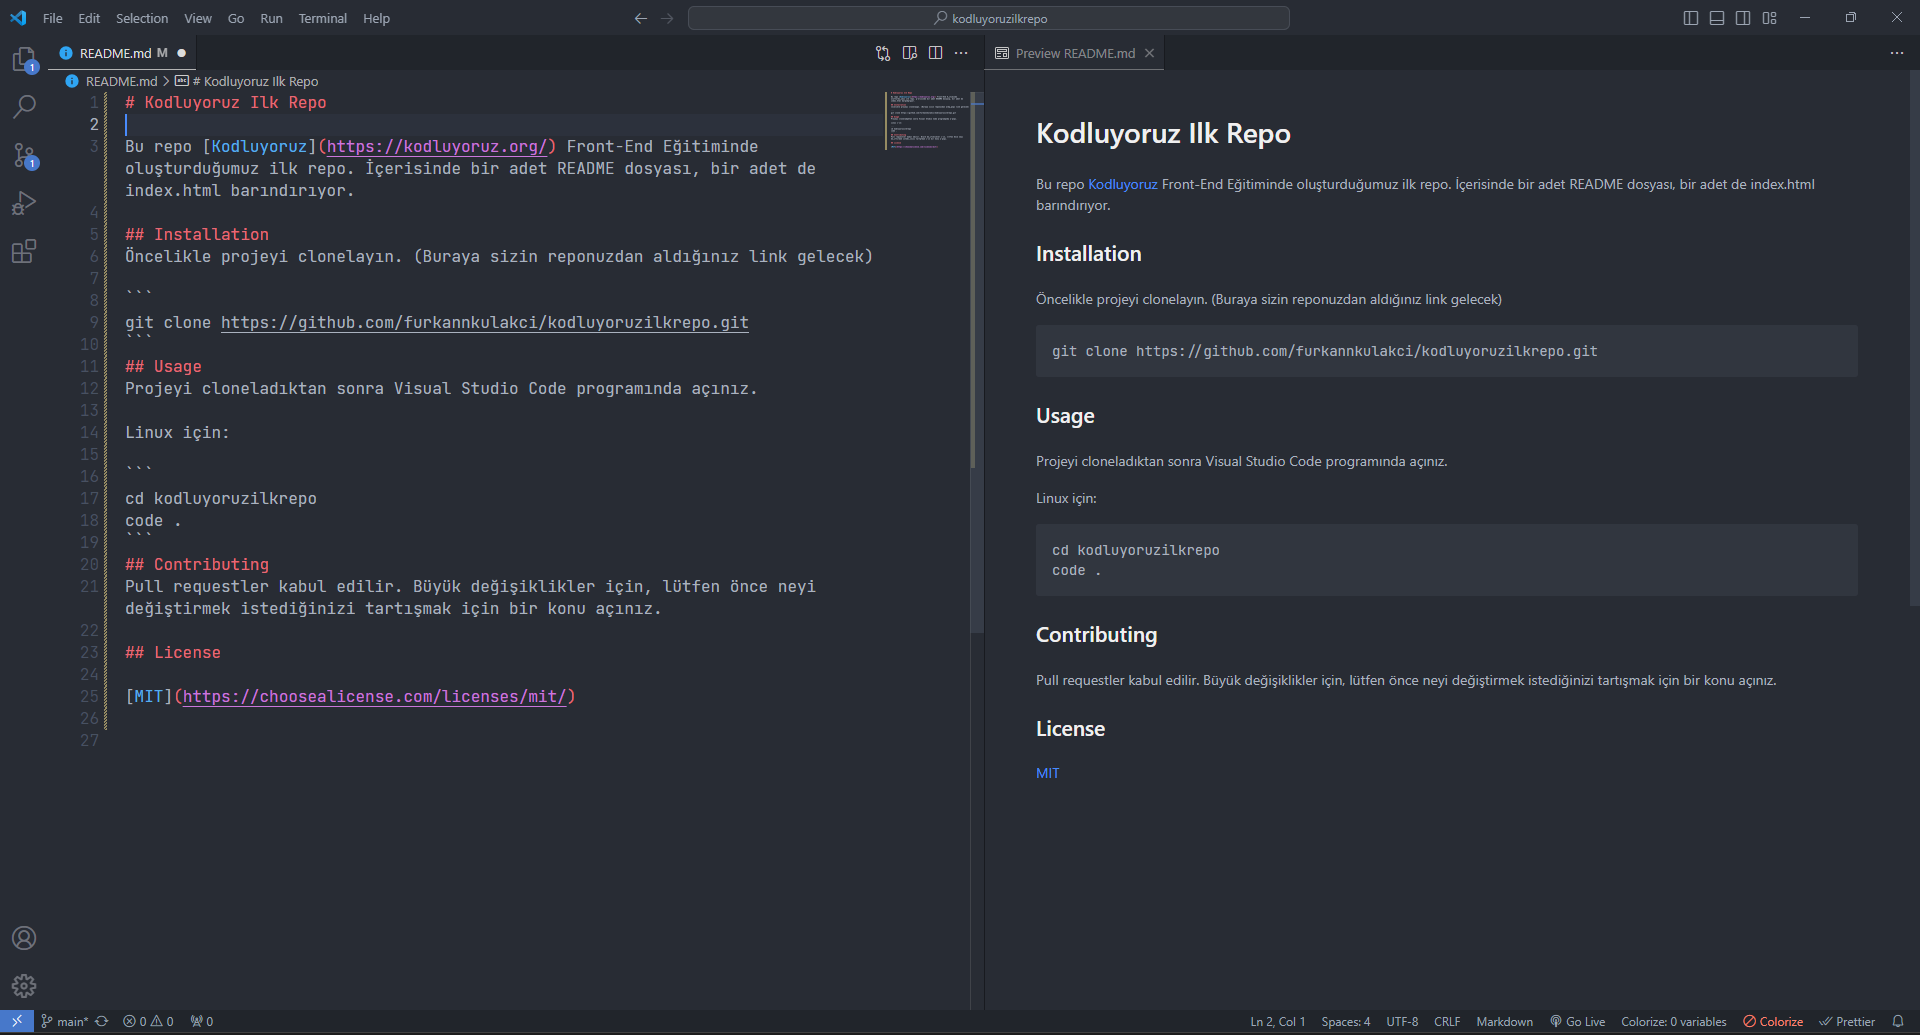 File Edit Selection View Go Run Terminal Help
kodluyoruzilkrepo
README.md M
Preview README.md
README.md > # Kodluyoruz Ilk Repo
1 # Kodluyoruz Ilk Repo
2
3 Bu repo [Kodluyoruz](https://kodluyoruz.org/) Front-End Eğitiminde
oluşturduğumuz ilk repo. İçerisinde bir adet README dosyası, bir adet de
index.html barındırıyor.
4
5 ## Installation
6 Öncelikle projeyi clonelayın. (Buraya sizin reponuzdan aldığınız link gelecek)
7
8 ```
9 git clone https://github.com/furkannkulakci/kodluyoruzilkrepo.git
10 ```
11 ## Usage
12 Projeyi cloneladıktan sonra Visual Studio Code programında açınız.
13
14 Linux için:
15
16 ```
17 cd kodluyoruzilkrepo
18 code .
19 ```
20 ## Contributing
21 Pull requestler kabul edilir. Büyük değişiklikler için, lütfen önce neyi
değiştirmek istediğinizi tartışmak için bir konu açınız.
22
23 ## License
24
25 [MIT](https://choosealicense.com/licenses/mit/)
26
27
Kodluyoruz Ilk Repo
Bu repo Kodluyoruz Front-End Eğitiminde oluşturduğumuz ilk repo. İçerisinde bir adet README dosyası, bir adet de index.html
barındırıyor.
Installation
Öncelikle projeyi clonelayın. (Buraya sizin reponuzdan aldığınız link gelecek)
git clone https://github.com/furkannkulakci/kodluyoruzilkrepo.git
Usage
Projeyi cloneladıktan sonra Visual Studio Code programında açınız.
Linux için:
cd kodluyoruzilkrepo
code .
Contributing
Pull requestler kabul edilir. Büyük değişiklikler için, lütfen önce neyi değiştirmek istediğinizi tartışmak için bir konu açınız.
License
MIT
1
1
main* 0 0 0
Ln 2, Col 1 Spaces: 4 UTF-8 CRLF Markdown Go Live Colorize: 0 variables Colorize Prettier